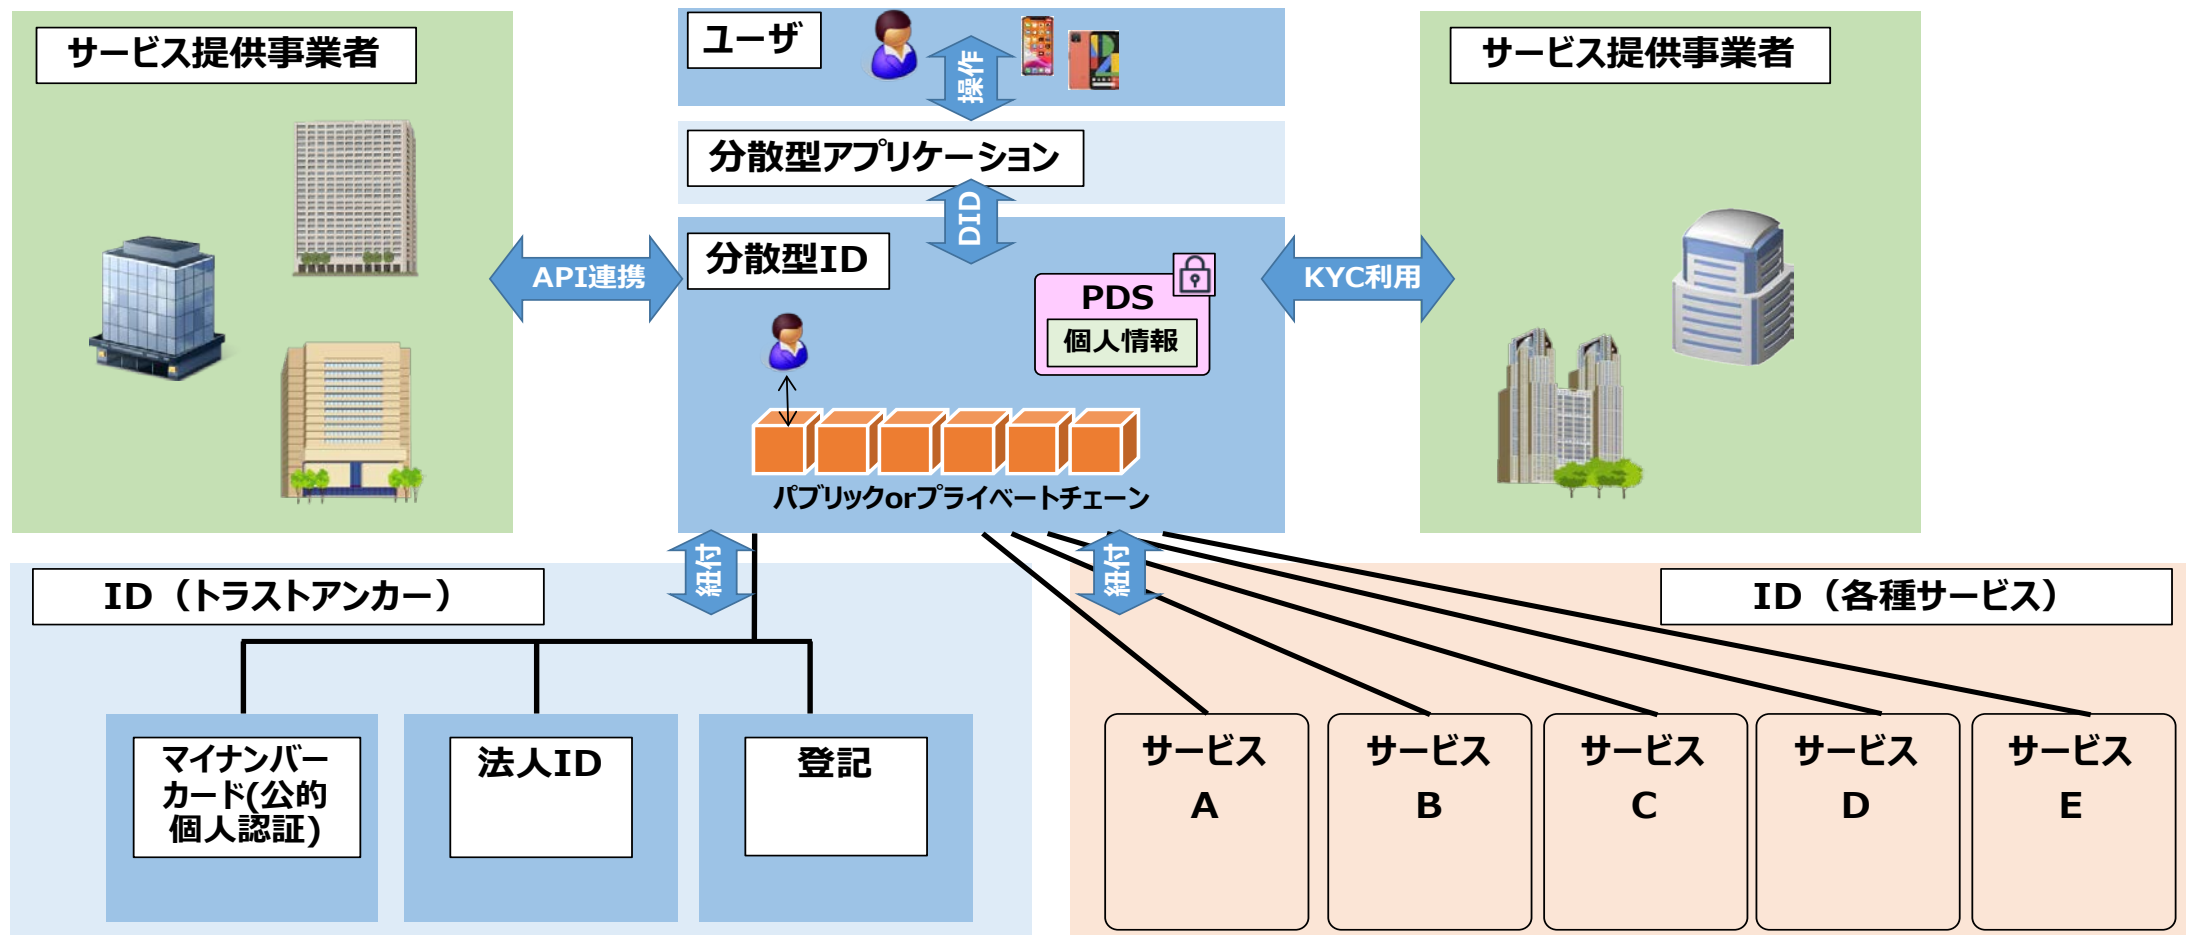 サービス提供事業者
ユーザ
操作
サービス提供事業者
分散型アプリケーション
DID
分散型ID
API連携
PDS
個人情報
KYC利用
パブリックorプライベートチェーン
紐付
紐付
ID（トラストアンカー）
ID（各種サービス）
マイナンバー
カード(公的
個人認証)
法人ID
登記
サービス
A
サービス
B
サービス
C
サービス
D
サービス
E